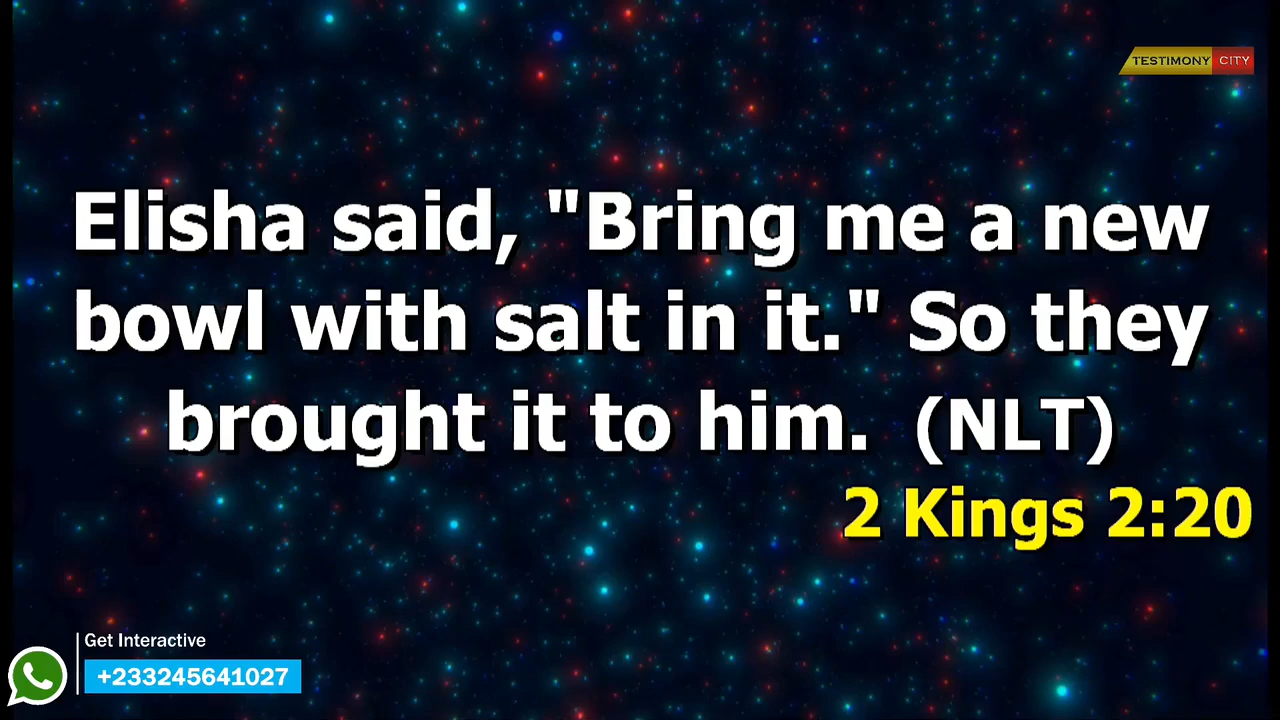 TESTIMONY CITY
Elisha said, "Bring me a new
bowl with salt in it." So they
brought it to him. (NLT)
2 Kings 2:20
Get Interactive
+233245641027